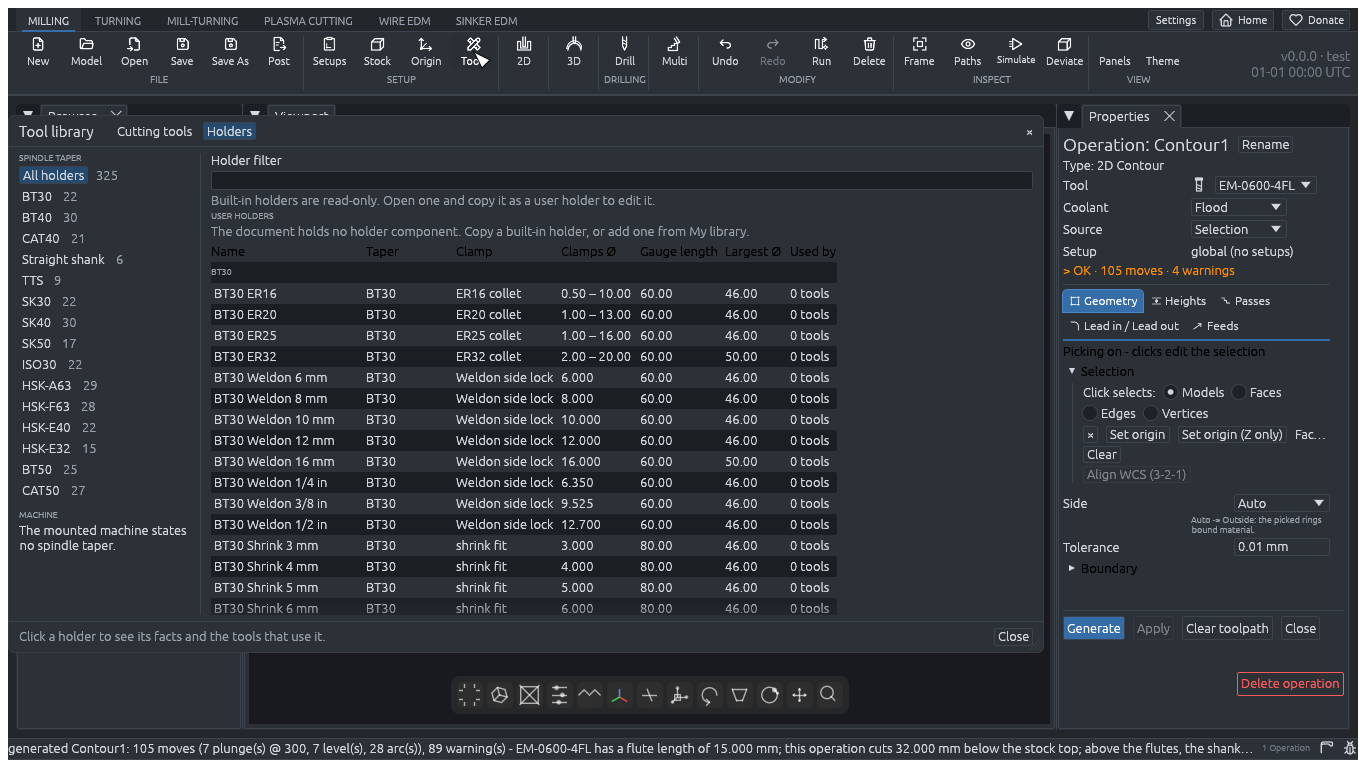 MILLING TURNING MILL-TURNING PLASMA CUTTING WIRE EDM SINKER EDM Settings Home Donate
New Model Open Save Save As Post Setups Stock Origin Tools 2D 3D Drill Multi Undo Redo Run Delete Frame Paths Simulate Deviate Panels Theme
FILE SETUP DRILLING MODIFY INSPECT VIEW
v0.0.0 · test
01-01 00:00 UTC
Tool library Cutting tools Holders ×
SPINDLE TAPER
All holders 325
BT30 22
BT40 30
CAT40 21
Straight shank 6
TTS 9
SK30 22
SK40 30
SK50 17
ISO30 22
HSK-A63 29
HSK-F63 28
HSK-E40 22
HSK-E32 15
BT50 25
CAT50 27
MACHINE
The mounted machine states
no spindle taper.
Holder filter
Built-in holders are read-only. Open one and copy it as a user holder to edit it.
USER HOLDERS
The document holds no holder component. Copy a built-in holder, or add one from My library.
Name Taper Clamp Clamps Ø Gauge length Largest Ø Used by
BT30
BT30 ER16 BT30 ER16 collet 0.50 – 10.00 60.00 46.00 0 tools
BT30 ER20 BT30 ER20 collet 1.00 – 13.00 60.00 46.00 0 tools
BT30 ER25 BT30 ER25 collet 1.00 – 16.00 60.00 46.00 0 tools
BT30 ER32 BT30 ER32 collet 2.00 – 20.00 60.00 50.00 0 tools
BT30 Weldon 6 mm BT30 Weldon side lock 6.000 60.00 46.00 0 tools
BT30 Weldon 8 mm BT30 Weldon side lock 8.000 60.00 46.00 0 tools
BT30 Weldon 10 mm BT30 Weldon side lock 10.000 60.00 46.00 0 tools
BT30 Weldon 12 mm BT30 Weldon side lock 12.000 60.00 46.00 0 tools
BT30 Weldon 16 mm BT30 Weldon side lock 16.000 60.00 50.00 0 tools
BT30 Weldon 1/4 in BT30 Weldon side lock 6.350 60.00 46.00 0 tools
BT30 Weldon 3/8 in BT30 Weldon side lock 9.525 60.00 46.00 0 tools
BT30 Weldon 1/2 in BT30 Weldon side lock 12.700 60.00 46.00 0 tools
BT30 Shrink 3 mm BT30 shrink fit 3.000 80.00 46.00 0 tools
BT30 Shrink 4 mm BT30 shrink fit 4.000 80.00 46.00 0 tools
BT30 Shrink 5 mm BT30 shrink fit 5.000 80.00 46.00 0 tools
BT30 Shrink 6 mm BT30 shrink fit 6.000 80.00 46.00 0 tools
Click a holder to see its facts and the tools that use it. Close
Properties
Operation: Contour1 Rename
Type: 2D Contour
Tool EM-0600-4FL
Coolant Flood
Source Selection
Setup global (no setups)
> OK · 105 moves · 4 warnings
Geometry Heights Passes
Lead in / Lead out Feeds
Picking on - clicks edit the selection
Selection
Click selects: Models Faces
Edges Vertices
× Set origin Set origin (Z only) Fac...
Clear
Align WCS (3-2-1)
Side Auto
Auto -> Outside: the picked rings
bound material.
Tolerance 0.01 mm
Boundary
Generate Apply Clear toolpath Close
Delete operation
generated Contour1: 105 moves (7 plunge(s) @ 300, 7 level(s), 28 arc(s)), 89 warning(s) - EM-0600-4FL has a flute length of 15.000 mm; this operation cuts 32.000 mm below the stock top; above the flutes, the shank... 1 Operation